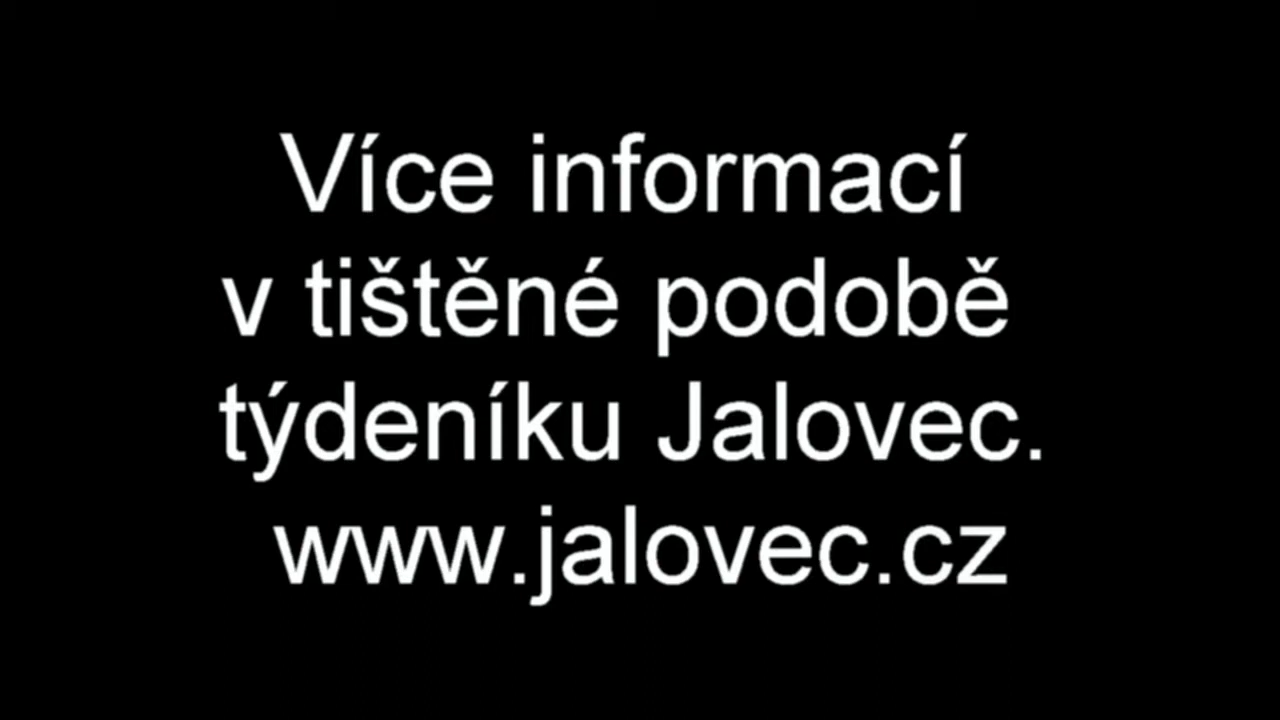 Více informací
v tištěné podobě
týdeníku Jalovec.
www.jalovec.cz